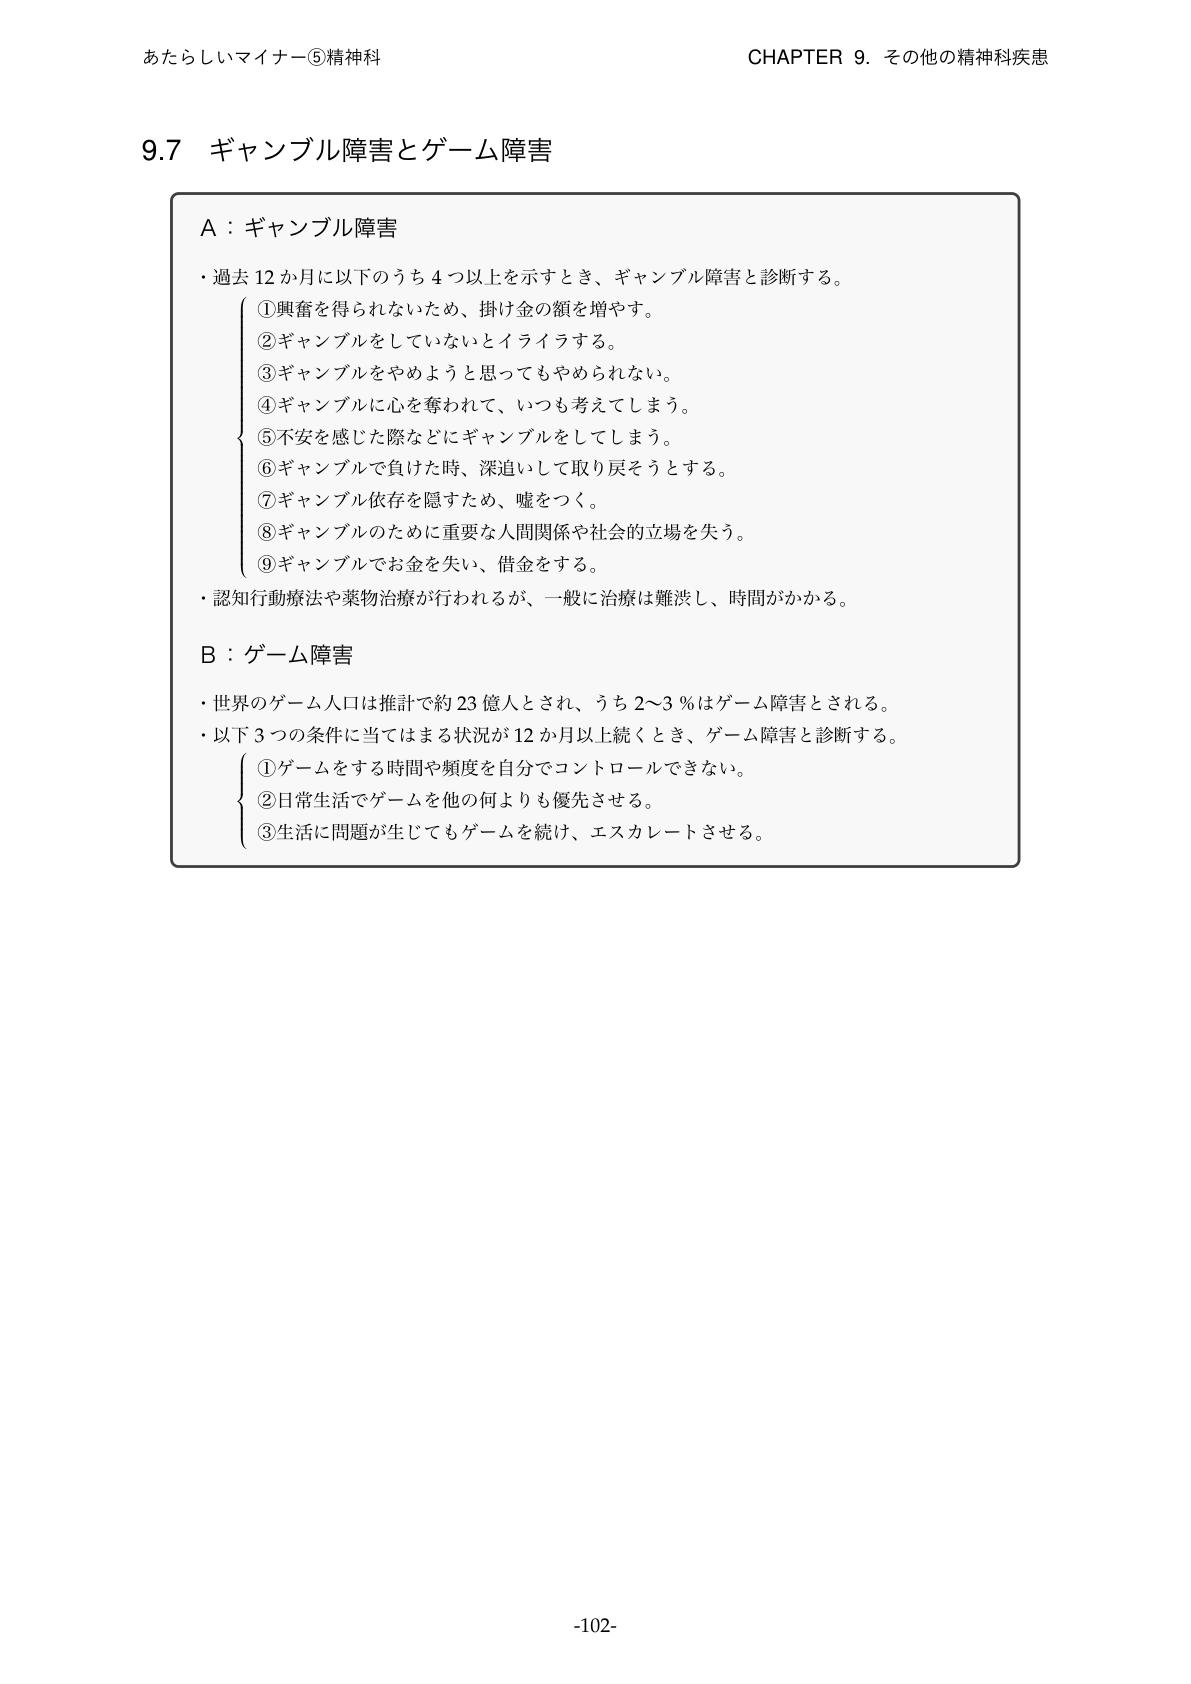 あたらしいマイナー⑤精神科
CHAPTER 9. その他の精神科疾患
9.7 ギャンブル障害とゲーム障害
A：ギャンブル障害
・過去 12 か月に以下のうち 4 つ以上を示すとき、ギャンブル障害と診断する。
①興奮を得られないため、掛け金の額を増やす。
②ギャンブルをしていないとイライラする。
③ギャンブルをやめようと思ってもやめられない。
④ギャンブルに心を奪われて、いつも考えてしまう。
⑤不安を感じた際などにギャンブルをしてしまう。
⑥ギャンブルで負けた時、深追いして取り戻そうとする。
⑦ギャンブル依存を隠すため、嘘をつく。
⑧ギャンブルのために重要な人間関係や社会的立場を失う。
⑨ギャンブルでお金を失い、借金をする。
・認知行動療法や薬物治療が行われるが、一般に治療は難渋し、時間がかかる。
B：ゲーム障害
・世界のゲーム人口は推計で約 23 億人とされ、うち 2〜3 %はゲーム障害とされる。
・以下 3 つの条件に当てはまる状況が 12 か月以上続くとき、ゲーム障害と診断する。
①ゲームをする時間や頻度を自分でコントロールできない。
②日常生活でゲームを他の何よりも優先させる。
③生活に問題が生じてもゲームを続け、エスカレートさせる。
-102-